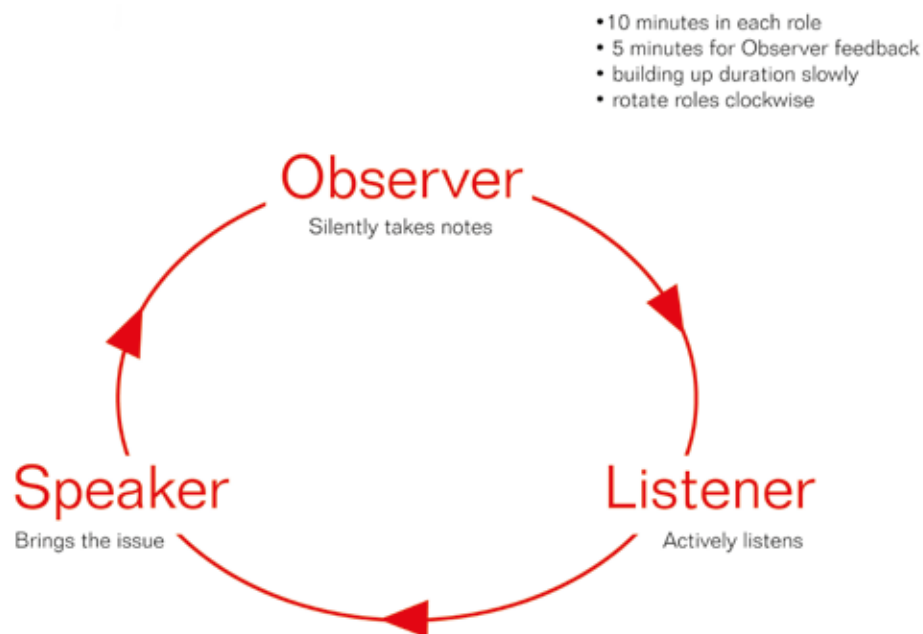 •10 minutes in each role
• 5 minutes for Observer feedback
• building up duration slowly
• rotate roles clockwise
Observer
Silently takes notes
Speaker
Brings the issue
Listener
Actively listens